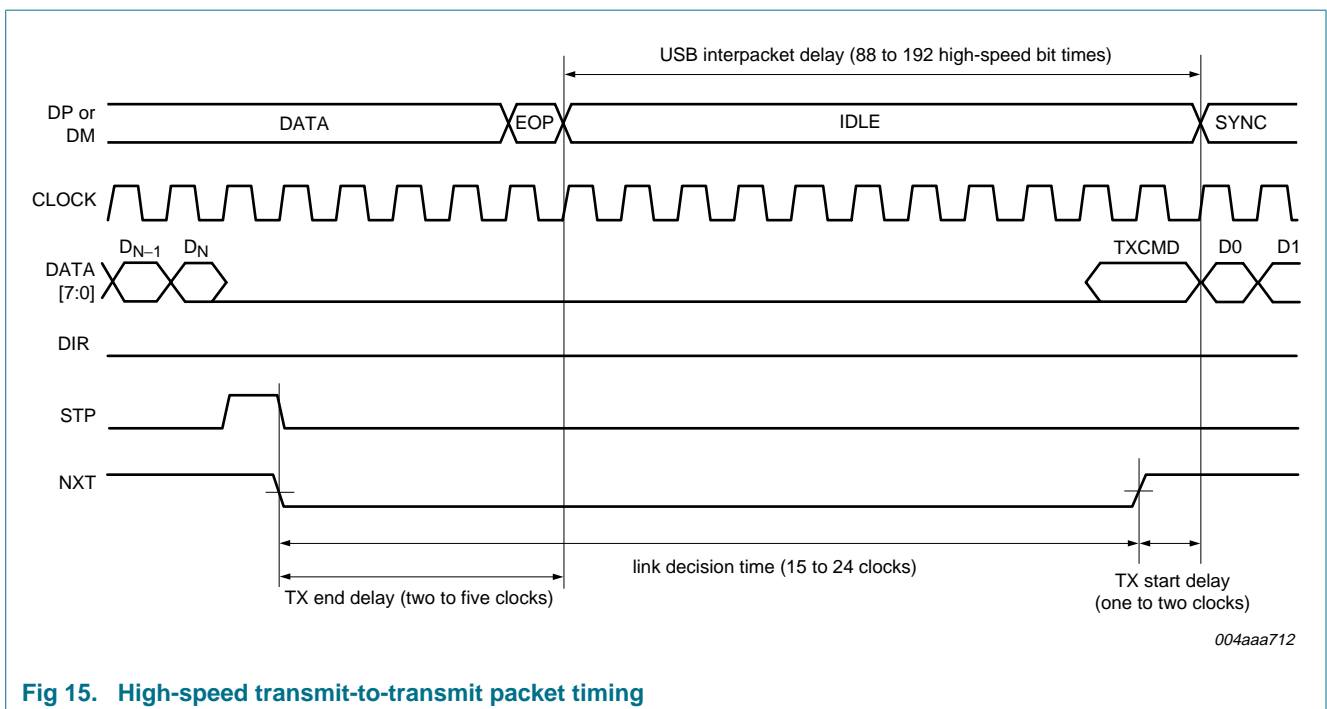 USB interpacket delay (88 to 192 high-speed bit times)
DP or
DM
DATA
EOP
IDLE
SYNC
CLOCK
DN–1
DN
TXCMD
D0
D1
DATA
[7:0]
DIR
STP
NXT
link decision time (15 to 24 clocks)
TX end delay (two to five clocks)
TX start delay
(one to two clocks)
004aaa712
Fig 15. High-speed transmit-to-transmit packet timing